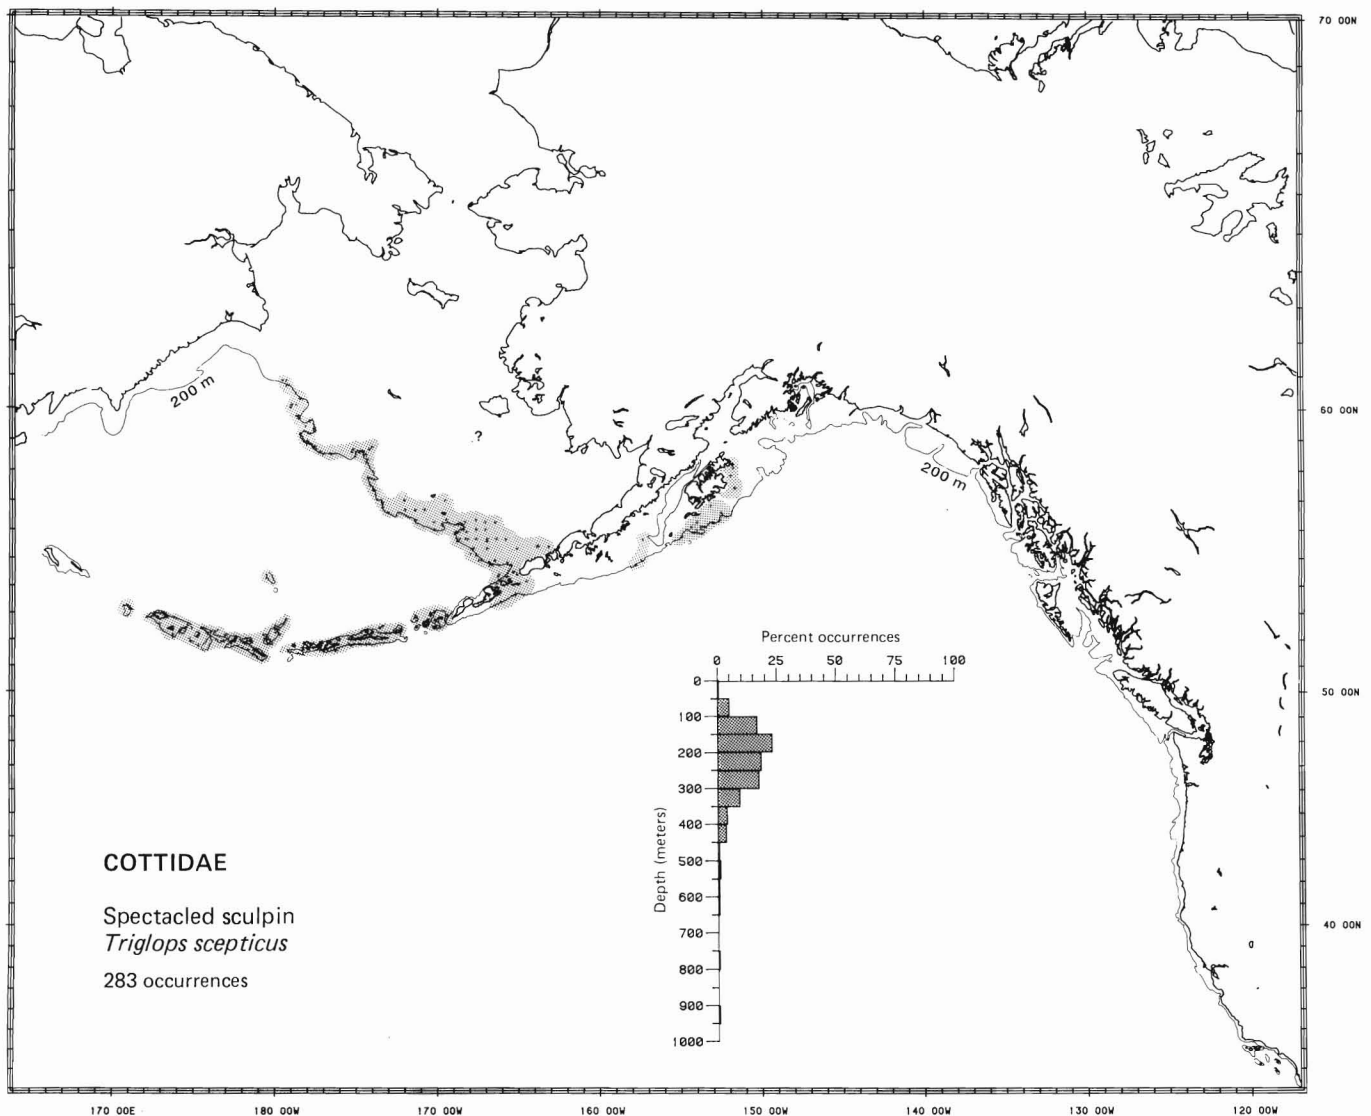 70 00N
200 m
60 00N
?
200 m
Percent occurrences
0 25 50 75 100
50 00N
0
100
200
300
400
500
600
700
800
900
1000
Depth (meters)
COTTIDAE
Spectacled sculpin
Triglops scepticus
283 occurrences
40 00N
170 00E 180 00W 170 00W 160 00W 150 00W 140 00W 130 00W 120 00W